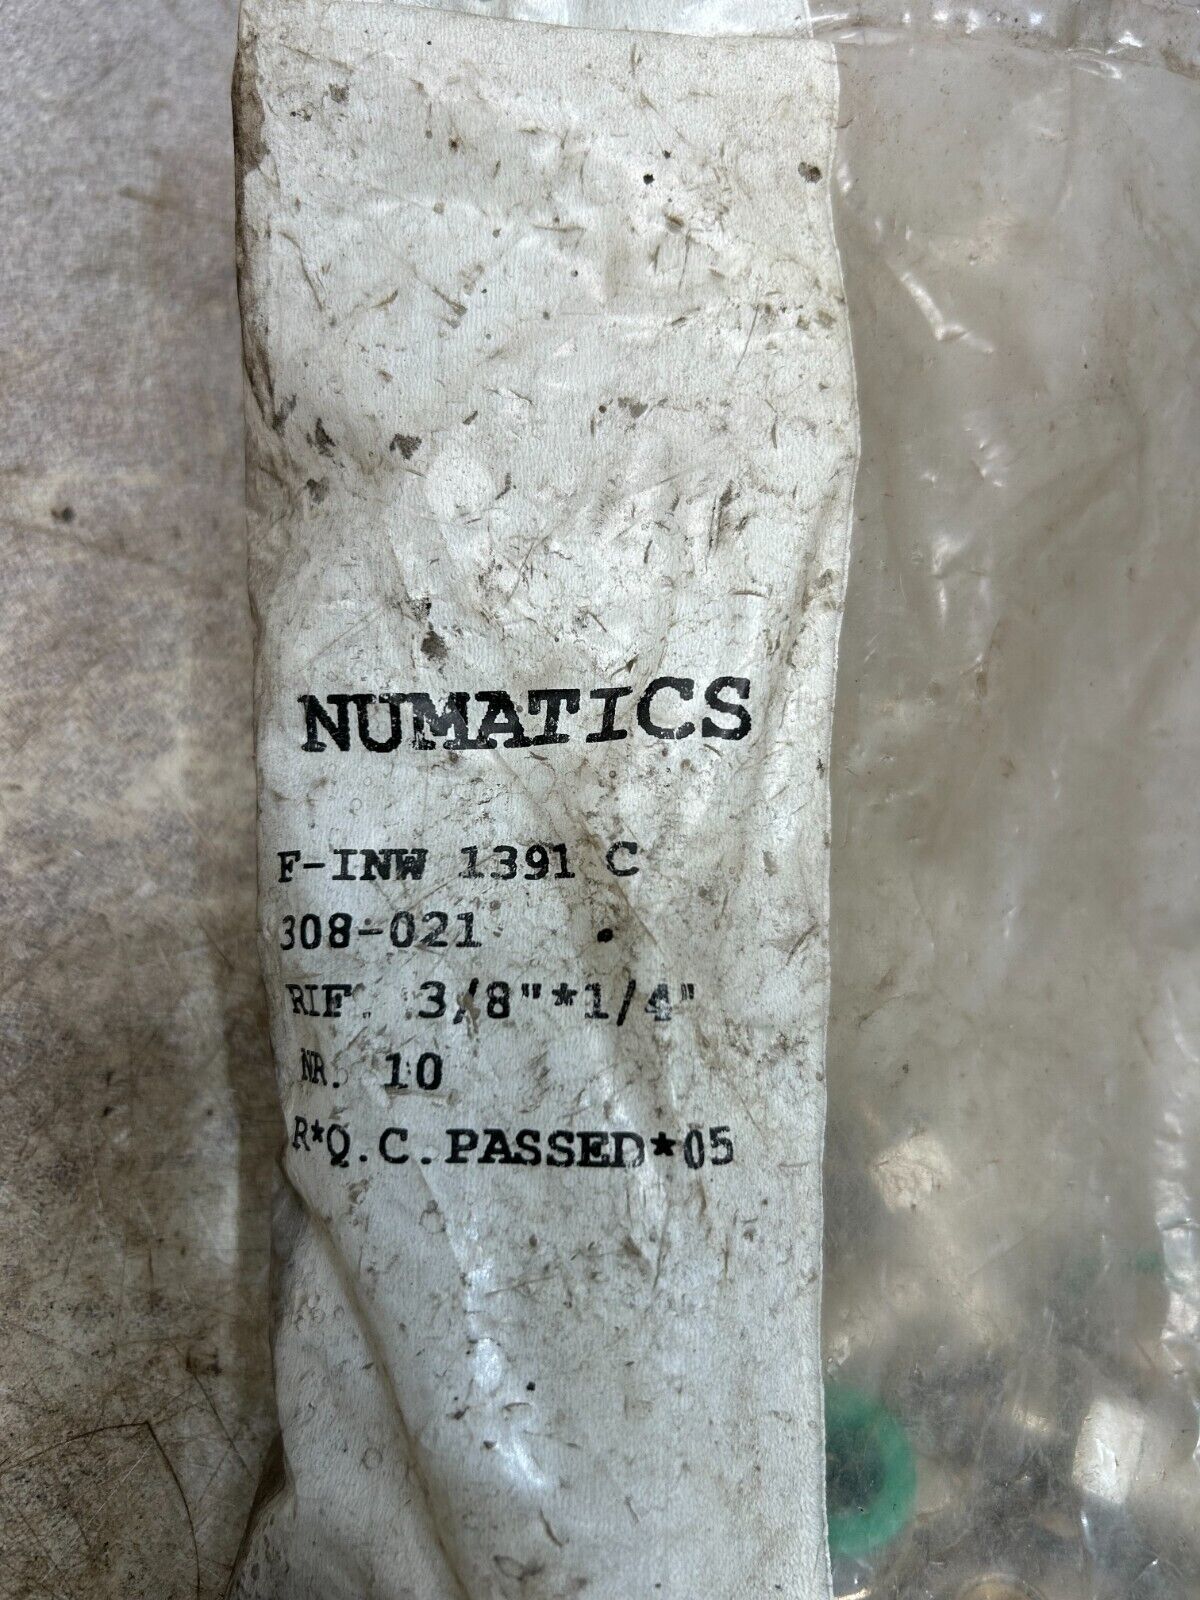 NUMATICS
F-INW 1391 C
308-021
RIF. 3/8"*1/4"
NR. 10
R*Q.C.PASSED*05